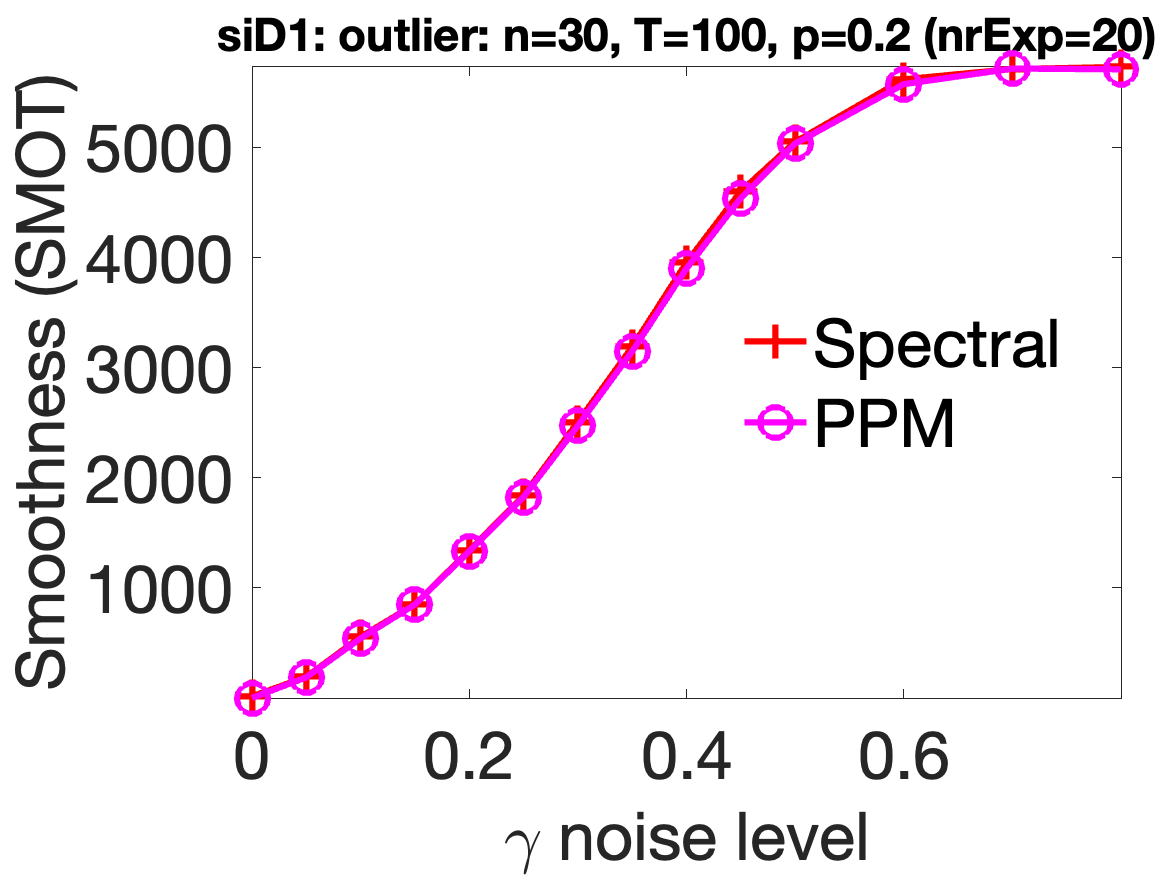 siD1: outlier: n=30, T=100, p=0.2 (nrExp=20)
Smoothness (SMOT)
5000
4000
3000
2000
1000
Spectral
PPM
0 0.2 0.4 0.6
γ noise level